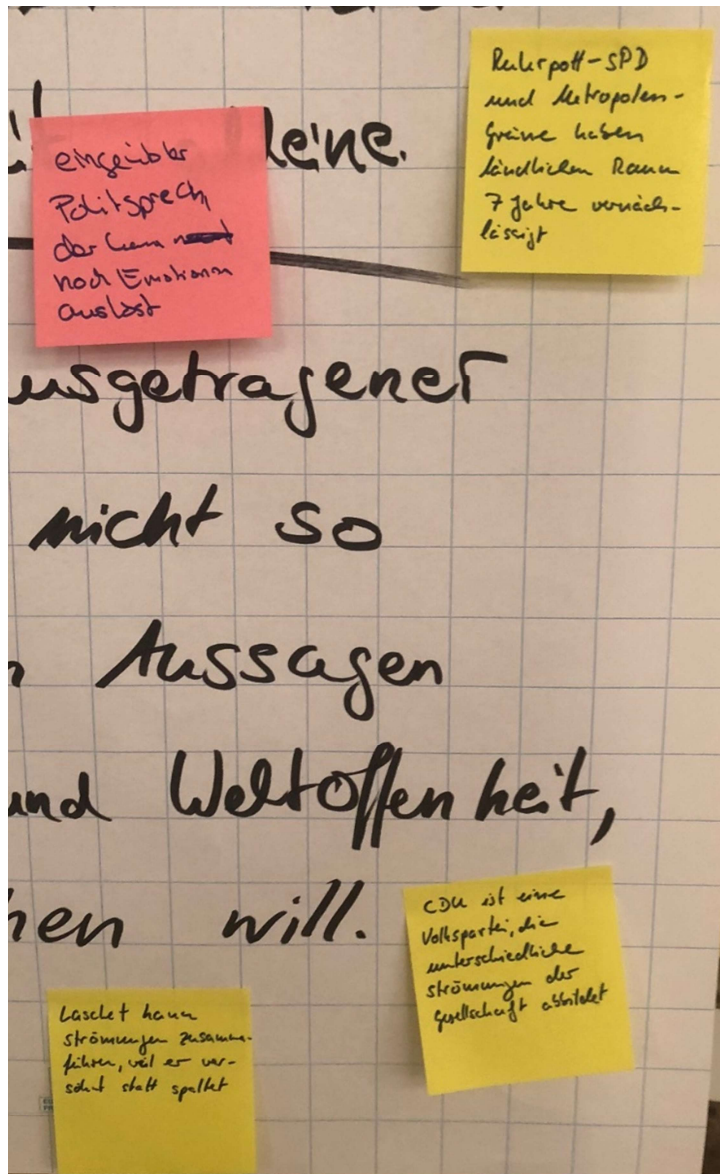 leine.
eingeübter
Politsprech,
der kaum
noch Emotionen
auslöst
Ruhrpott-SPD
und Metropolen-
Grüne haben
ländlichen Raum
7 Jahre vernach-
lässigt
ausgetragener
nicht so
Aussagen
und Weltoffenheit,
hen will.
CDU ist eine
Volkspartei, die
unterschiedliche
Strömungen der
Gesellschaft abbildet
Laschet kann
Strömungen zusammen-
führen, weil er ver-
söhnt statt spaltet